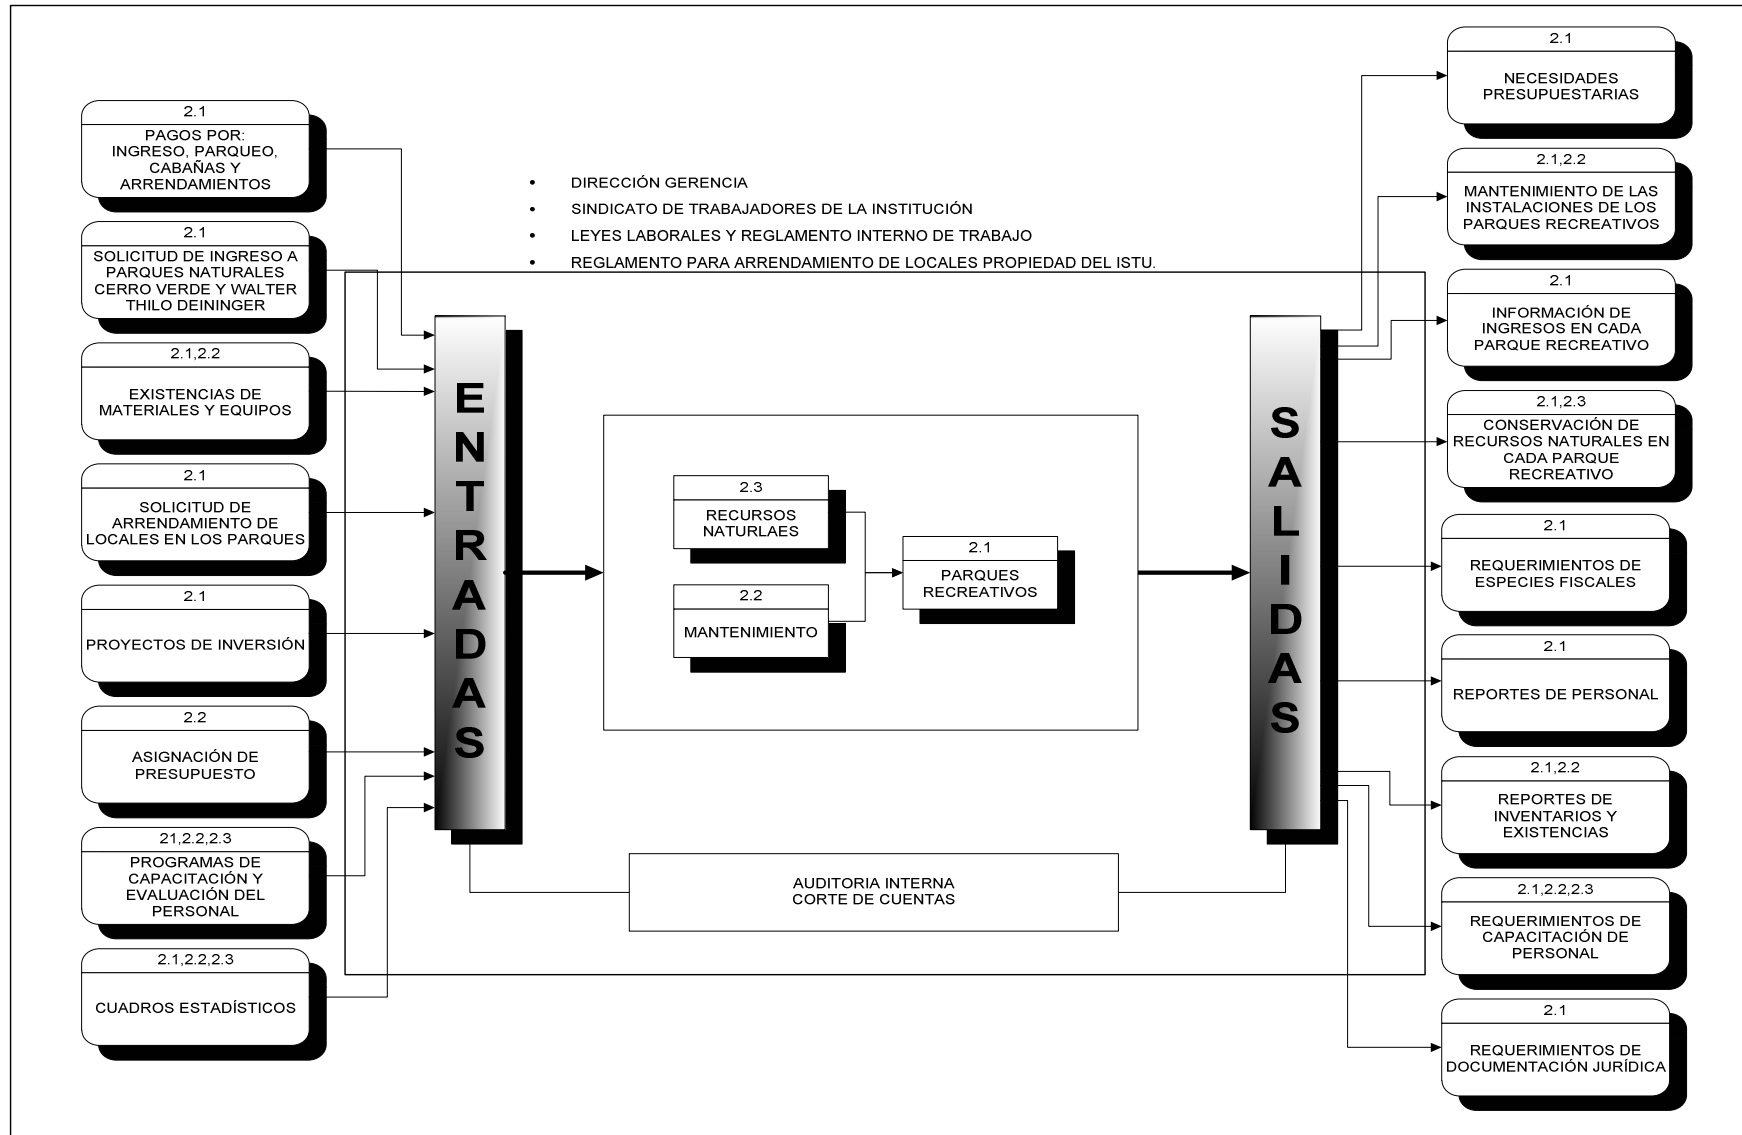 2.1
PAGOS POR:
INGRESO, PARQUEO,
CABAÑAS Y
ARRENDAMIENTOS
2.1
SOLICITUD DE INGRESO A
PARQUES NATURALES
CERRO VERDE Y WALTER
THILO DEININGER
2.1,2.2
EXISTENCIAS DE
MATERIALES Y EQUIPOS
2.1
SOLICITUD DE
ARRENDAMIENTO DE
LOCALES EN LOS PARQUES
2.1
PROYECTOS DE INVERSIÓN
2.2
ASIGNACIÓN DE
PRESUPUESTO
21,2.2,2.3
PROGRAMAS DE
CAPACITACIÓN Y
EVALUACIÓN DEL
PERSONAL
2.1,2.2,2.3
CUADROS ESTADÍSTICOS
• DIRECCIÓN GERENCIA
• SINDICATO DE TRABAJADORES DE LA INSTITUCIÓN
• LEYES LABORALES Y REGLAMENTO INTERNO DE TRABAJO
• REGLAMENTO PARA ARRENDAMIENTO DE LOCALES PROPIEDAD DEL ISTU.
ENTRADAS
2.3
RECURSOS
NATURLAES
2.2
MANTENIMIENTO
2.1
PARQUES
RECREATIVOS
AUDITORIA INTERNA
CORTE DE CUENTAS
SALIDAS
2.1
NECESIDADES
PRESUPUESTARIAS
2.1,2.2
MANTENIMIENTO DE LAS
INSTALACIONES DE LOS
PARQUES RECREATIVOS
2.1
INFORMACIÓN DE
INGRESOS EN CADA
PARQUE RECREATIVO
2.1,2.3
CONSERVACIÓN DE
RECURSOS NATURALES EN
CADA PARQUE
RECREATIVO
2.1
REQUERIMIENTOS DE
ESPECIES FISCALES
2.1
REPORTES DE PERSONAL
2.1,2.2
REPORTES DE
INVENTARIOS Y
EXISTENCIAS
2.1,2.2,2.3
REQUERIMIENTOS DE
CAPACITACIÓN DE
PERSONAL
2.1
REQUERIMIENTOS DE
DOCUMENTACIÓN JURÍDICA